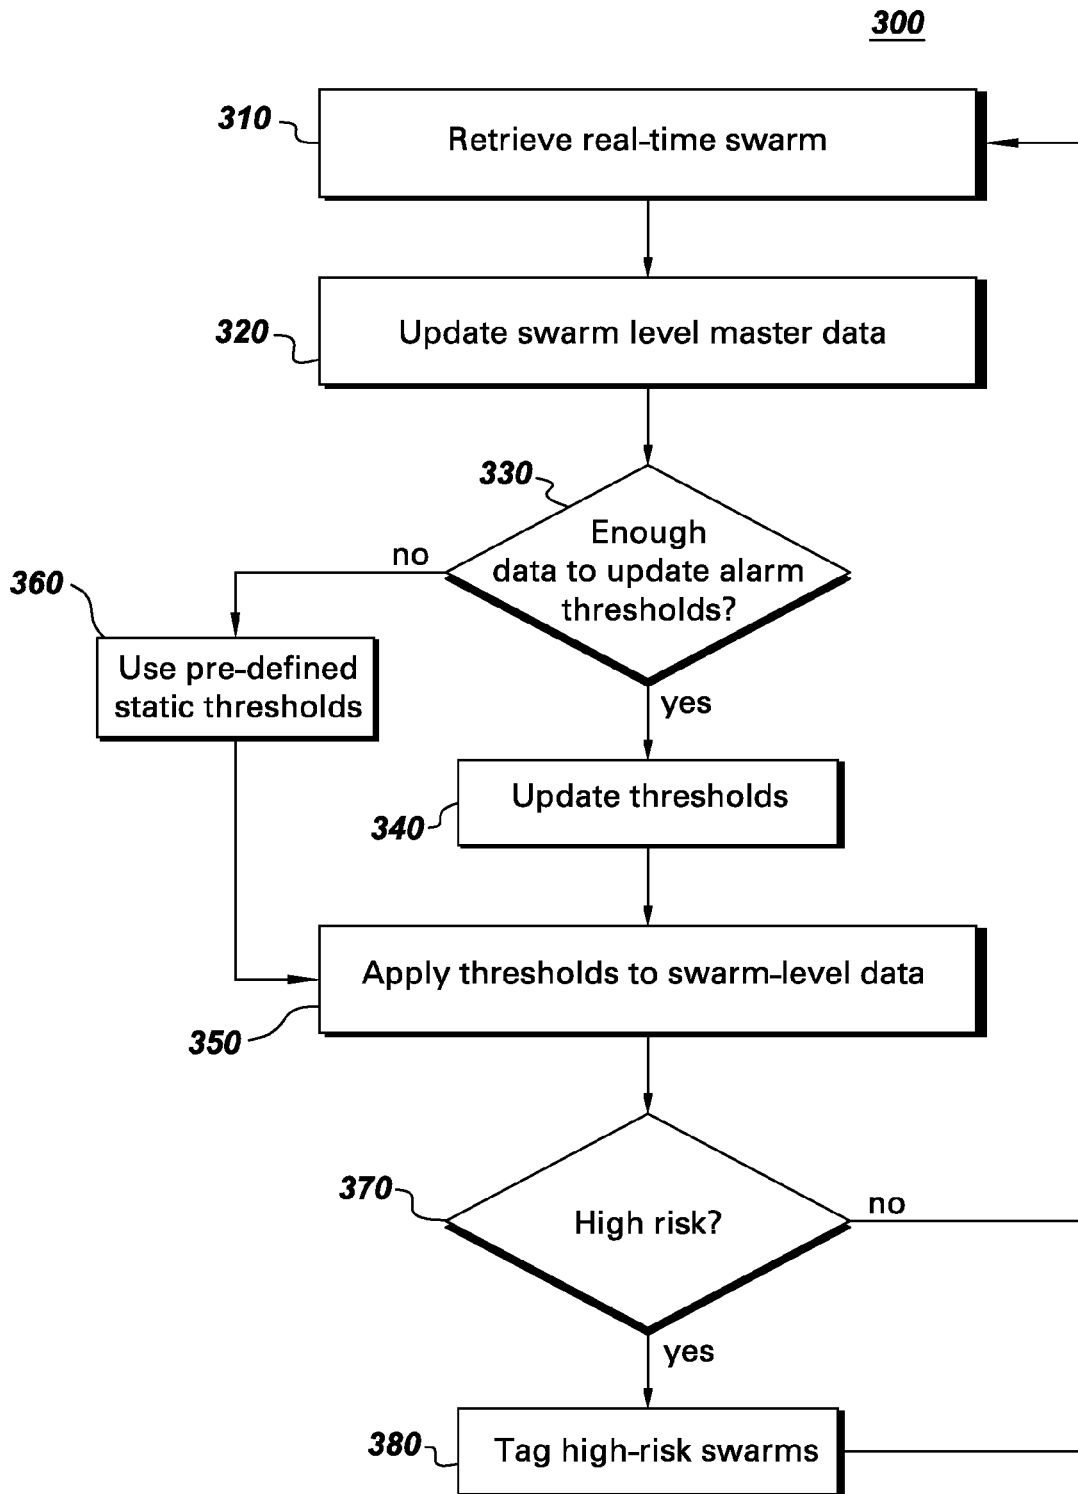 300
310
Retrieve real-time swarm
320
Update swarm level master data
330
Enough
data to update alarm
thresholds?
no
360
Use pre-defined
static thresholds
yes
340
Update thresholds
350
Apply thresholds to swarm-level data
370
High risk?
no
yes
380
Tag high-risk swarms